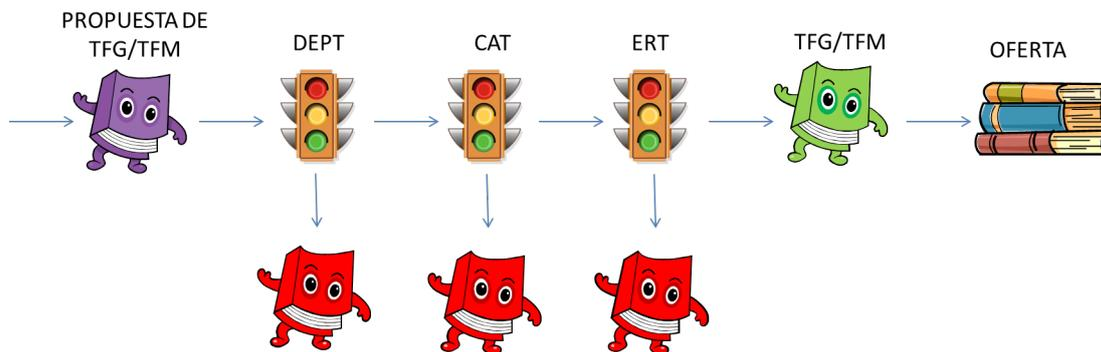 PROPUESTA DE
TFG/TFM
DEPT
CAT
ERT
TFG/TFM
OFERTA